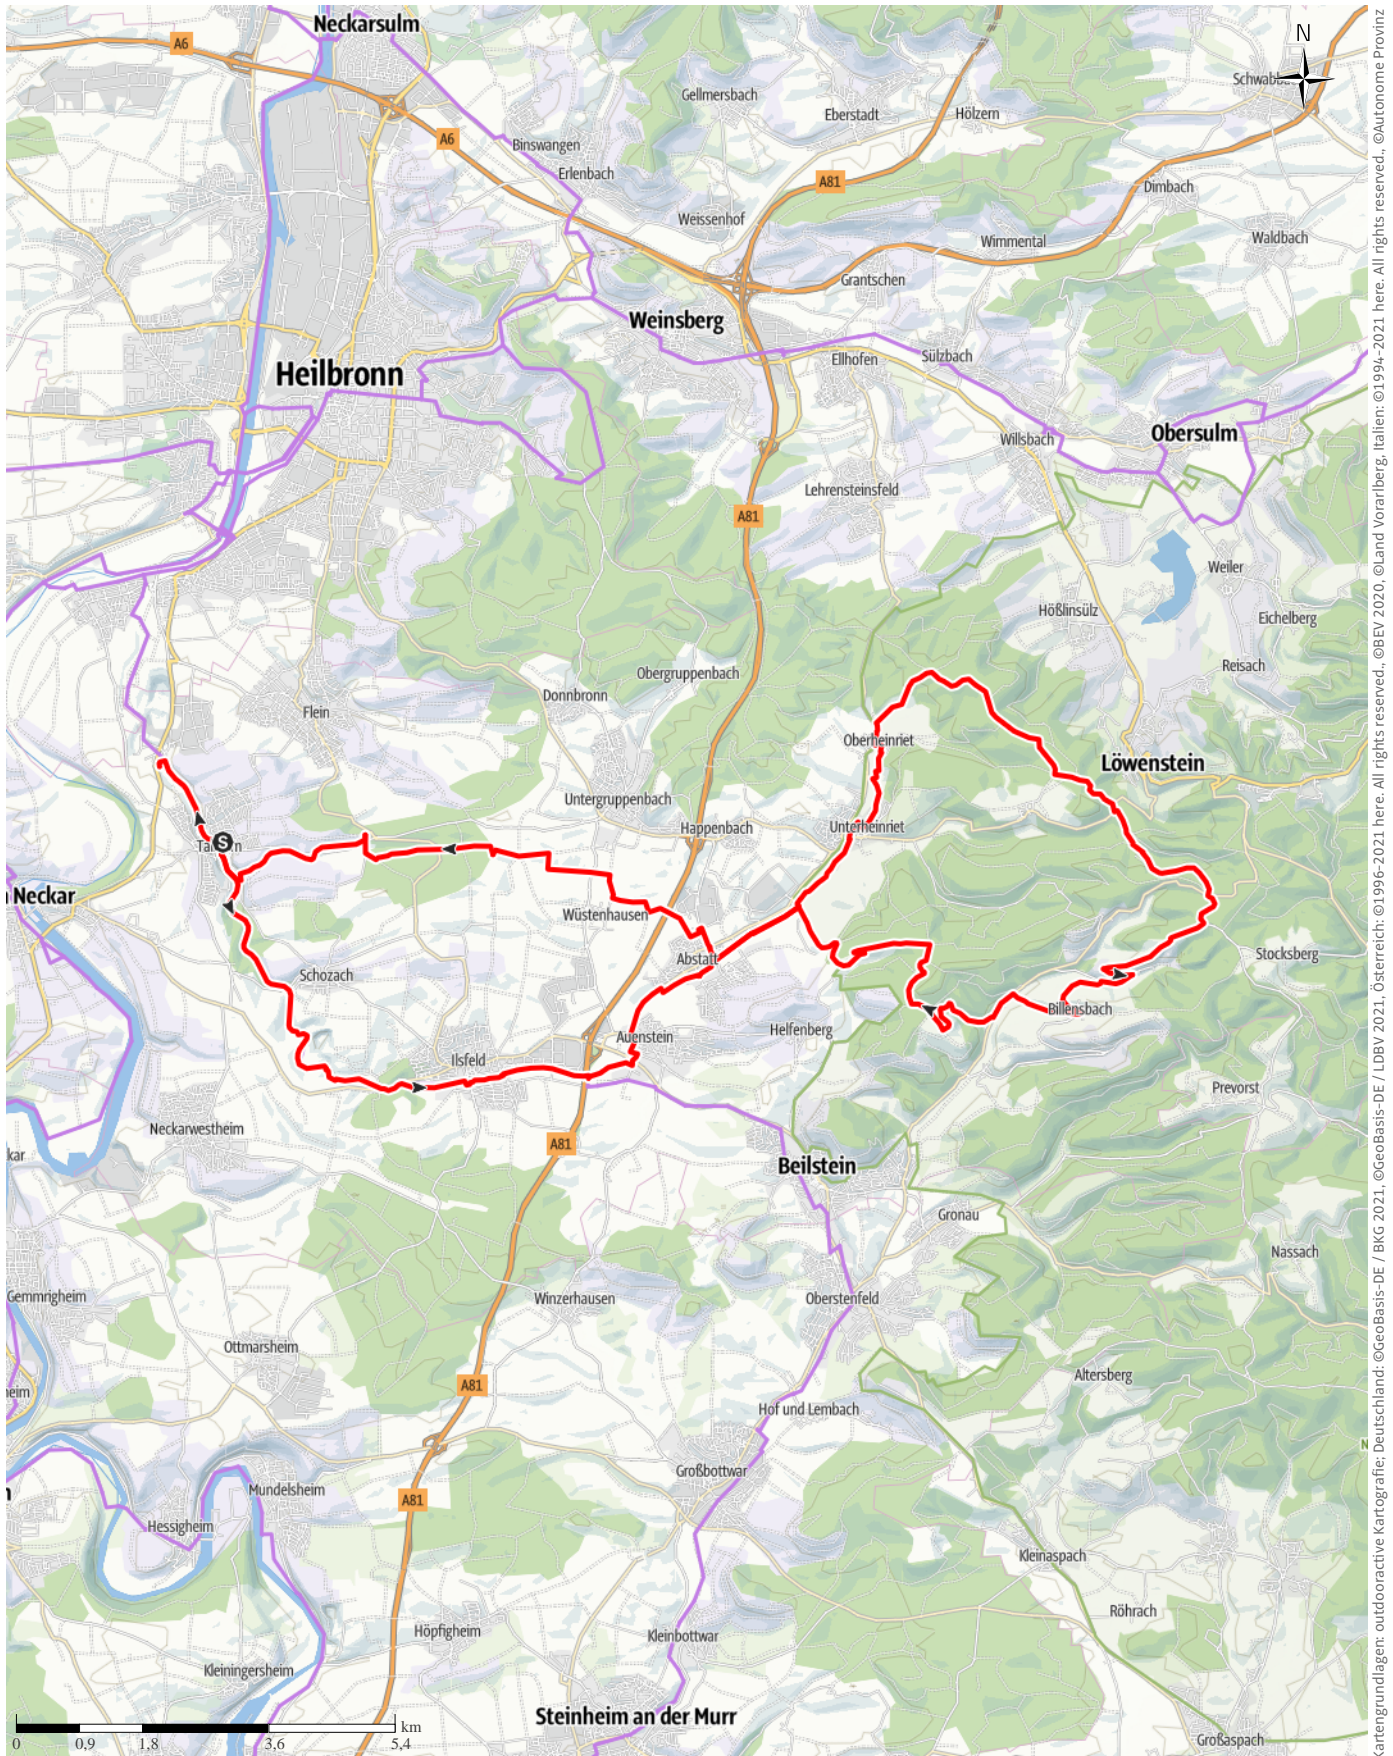 Neckarsulm
N
A6
Schwabb
Gellmersbach
Eberstadt
Hölzern
A6
Binswangen
Erlenbach
A81
Dimbach
Weissenhof
Wimmental
Waldbach
Grantschen
Weinsberg
Heilbronn
Ellhofen
Sülzbach
Willsbach
Obersulm
Lehrensteinsfeld
A81
Weiler
Hößlinsülz
Eichelberg
Reisach
Obergruppenbach
Donnbronn
Flein
Oberheinriet
Löwenstein
Untergruppenbach
Happenbach
Unterheinriet
S
Neckar
Wüstenhausen
Abstatt
Stocksberg
Schozach
Billensbach
Helfenberg
Auenstein
Ilsfeld
Prevorst
Neckarwestheim
A81
kar
Beilstein
Gronau
Nassach
Gemmrigheim
Winzerhausen
Oberstenfeld
Ottmarsheim
Altersberg
A81
heim
Hof und Lembach
Großbottwar
Mundelsheim
A81
Hessigheim
Kleinaspach
Röhrach
Höpfigheim
Kleinbottwar
Kleiningersheim
Steinheim an der Murr
Großaspach
km
0 0,9 1,8 3,6 5,4
artengrundlagen: outdooractive Kartografie; Deutschland: ©GeoBasis-DE / BKG 2021, ©GeoBasis-DE / LDBV 2021, Österreich: ©1996-2021 here. All rights reserved., ©BEV 2020, ©Land Vorarlberg, Italien: ©1994-2021 here. All rights reserved., ©Autonome Provinz